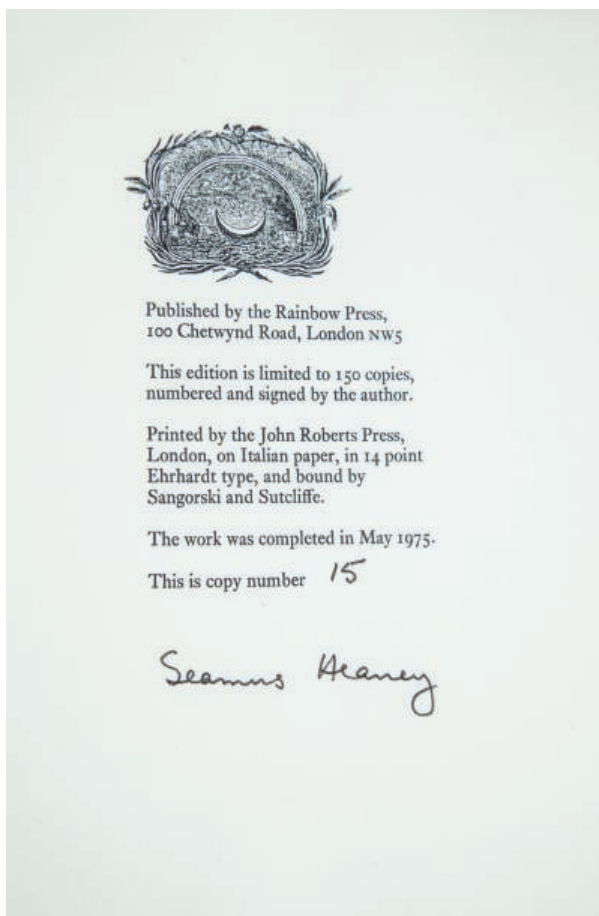 Published by the Rainbow Press,
100 Chetwynd Road, London NW5
This edition is limited to 150 copies,
numbered and signed by the author.
Printed by the John Roberts Press,
London, on Italian paper, in 14 point
Ehrhardt type, and bound by
Sangorski and Sutcliffe.
The work was completed in May 1975.
This is copy number 15
Seamus Heaney